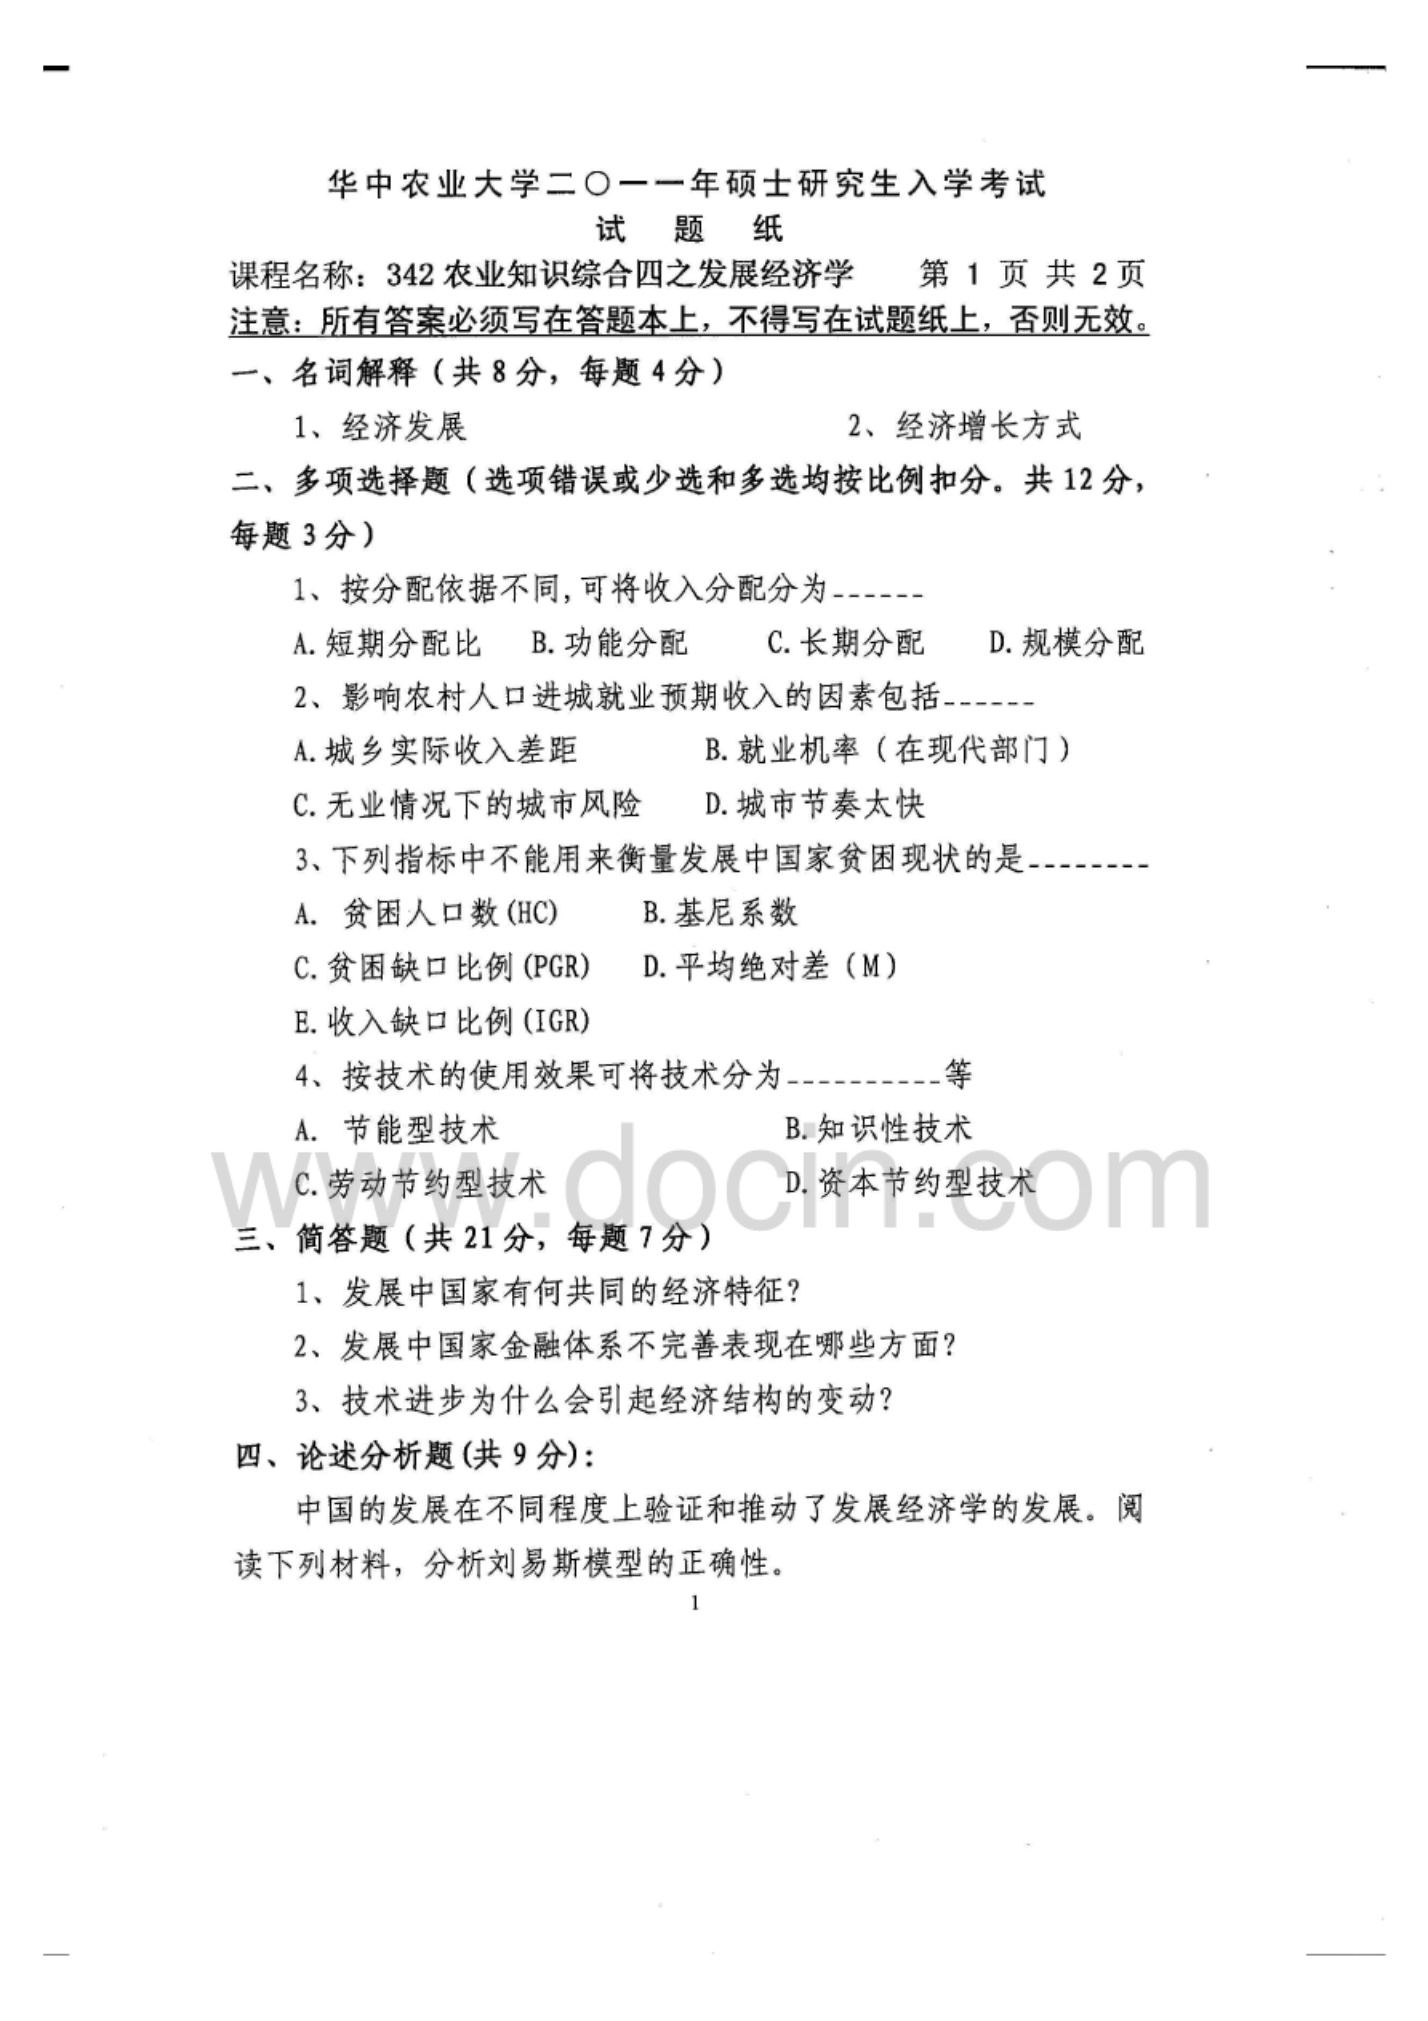 华中农业大学二〇一一年硕士研究生入学考试
试 题 纸
课程名称：342 农业知识综合四之发展经济学 第 1 页 共 2 页
注意：所有答案必须写在答题本上，不得写在试题纸上，否则无效。
一、名词解释（共 8 分，每题 4 分）
1、经济发展 2、经济增长方式
二、多项选择题（选项错误或少选和多选均按比例扣分。共 12 分，
每题 3 分）
1、按分配依据不同,可将收入分配分为------
A.短期分配比 B.功能分配 C.长期分配 D.规模分配
2、影响农村人口进城就业预期收入的因素包括------
A.城乡实际收入差距 B.就业机率（在现代部门）
C.无业情况下的城市风险 D.城市节奏太快
3、下列指标中不能用来衡量发展中国家贫困现状的是--------
A. 贫困人口数(HC) B.基尼系数
C.贫困缺口比例(PGR) D.平均绝对差（M）
E.收入缺口比例(IGR)
4、按技术的使用效果可将技术分为----------等
A. 节能型技术 B.知识性技术
www.docin.com
C.劳动节约型技术 D.资本节约型技术
三、简答题（共 21 分，每题 7 分）
1、发展中国家有何共同的经济特征？
2、发展中国家金融体系不完善表现在哪些方面？
3、技术进步为什么会引起经济结构的变动？
四、论述分析题(共 9 分)：
中国的发展在不同程度上验证和推动了发展经济学的发展。阅
读下列材料，分析刘易斯模型的正确性。
1